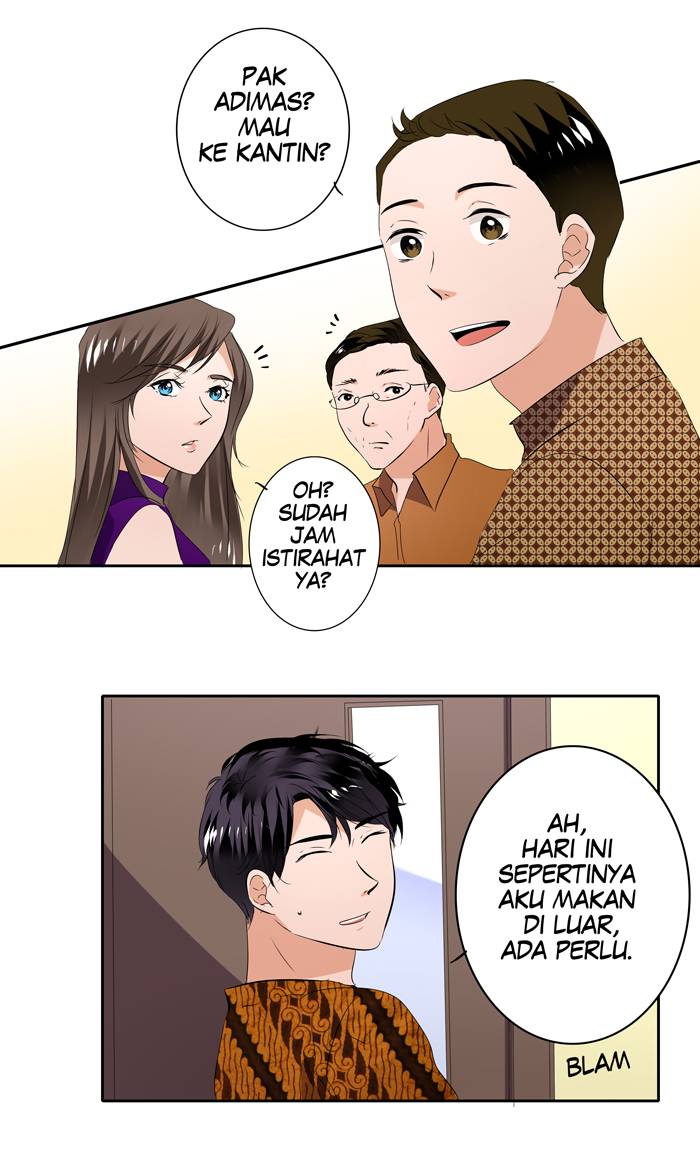 PAK
ADIMAS?
MAU
KE KANTIN?
OH?
SUDAH
JAM
ISTIRAHAT
YA?
AH,
HARI INI
SEPERTINYA
AKU MAKAN
DI LUAR,
ADA PERLU.
BLAM